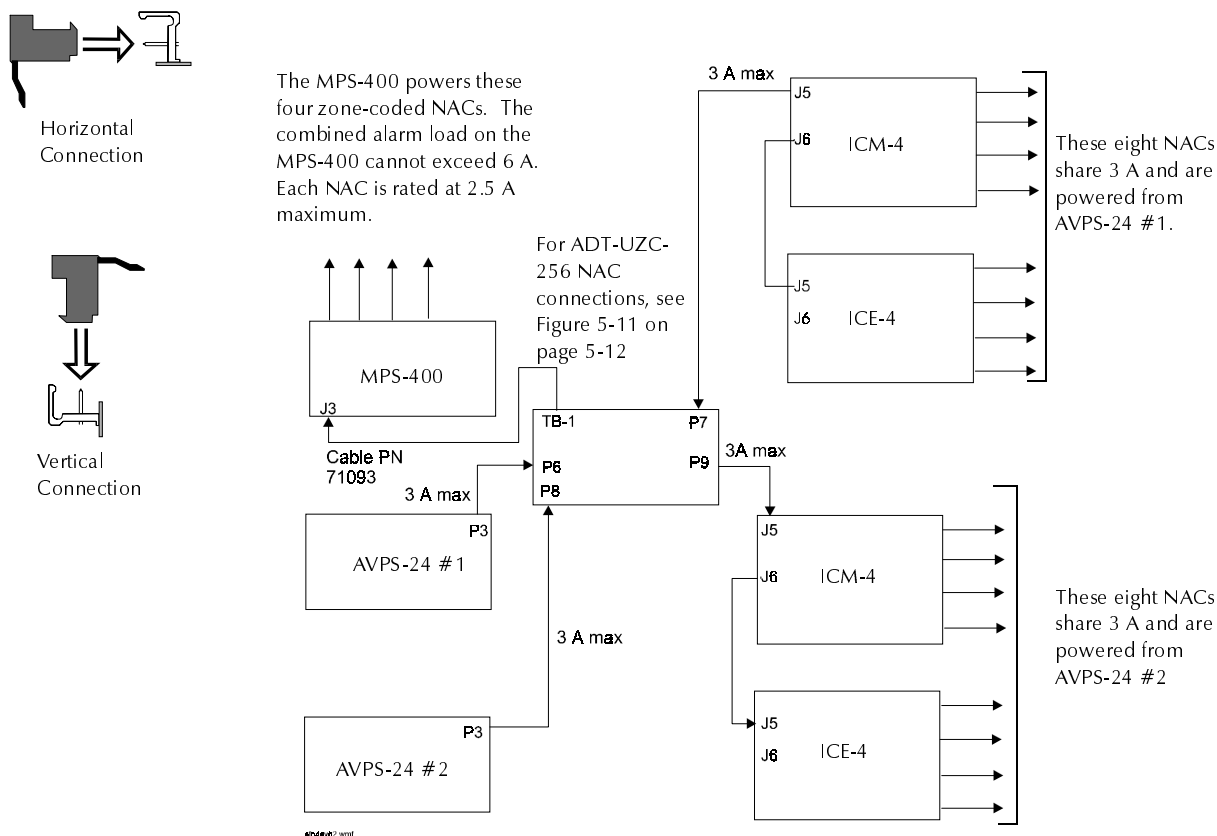 Horizontal
Connection
Vertical
Connection
The MPS-400 powers these
four zone-coded NACs. The
combined alarm load on the
MPS-400 cannot exceed 6 A.
Each NAC is rated at 2.5 A
maximum.
For ADT-UZC-
256 NAC
connections, see
Figure 5-11 on
page 5-12
MPS-400
J3
Cable PN
71093
TB-1
P7
P6
P9
P8
3 A max
P3
AVPS-24 #1
3 A max
P3
AVPS-24 #2
3 A max
J5
J6
ICM-4
J5
J6
ICE-4
These eight NACs
share 3 A and are
powered from
AVPS-24 #1.
3A max
J5
J6
ICM-4
J5
J6
ICE-4
These eight NACs
share 3 A and are
powered from
AVPS-24 #2